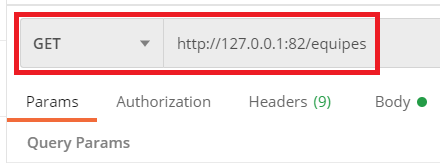 GET http://127.0.0.1:82/equipes
Params Authorization Headers (9) Body
Query Params